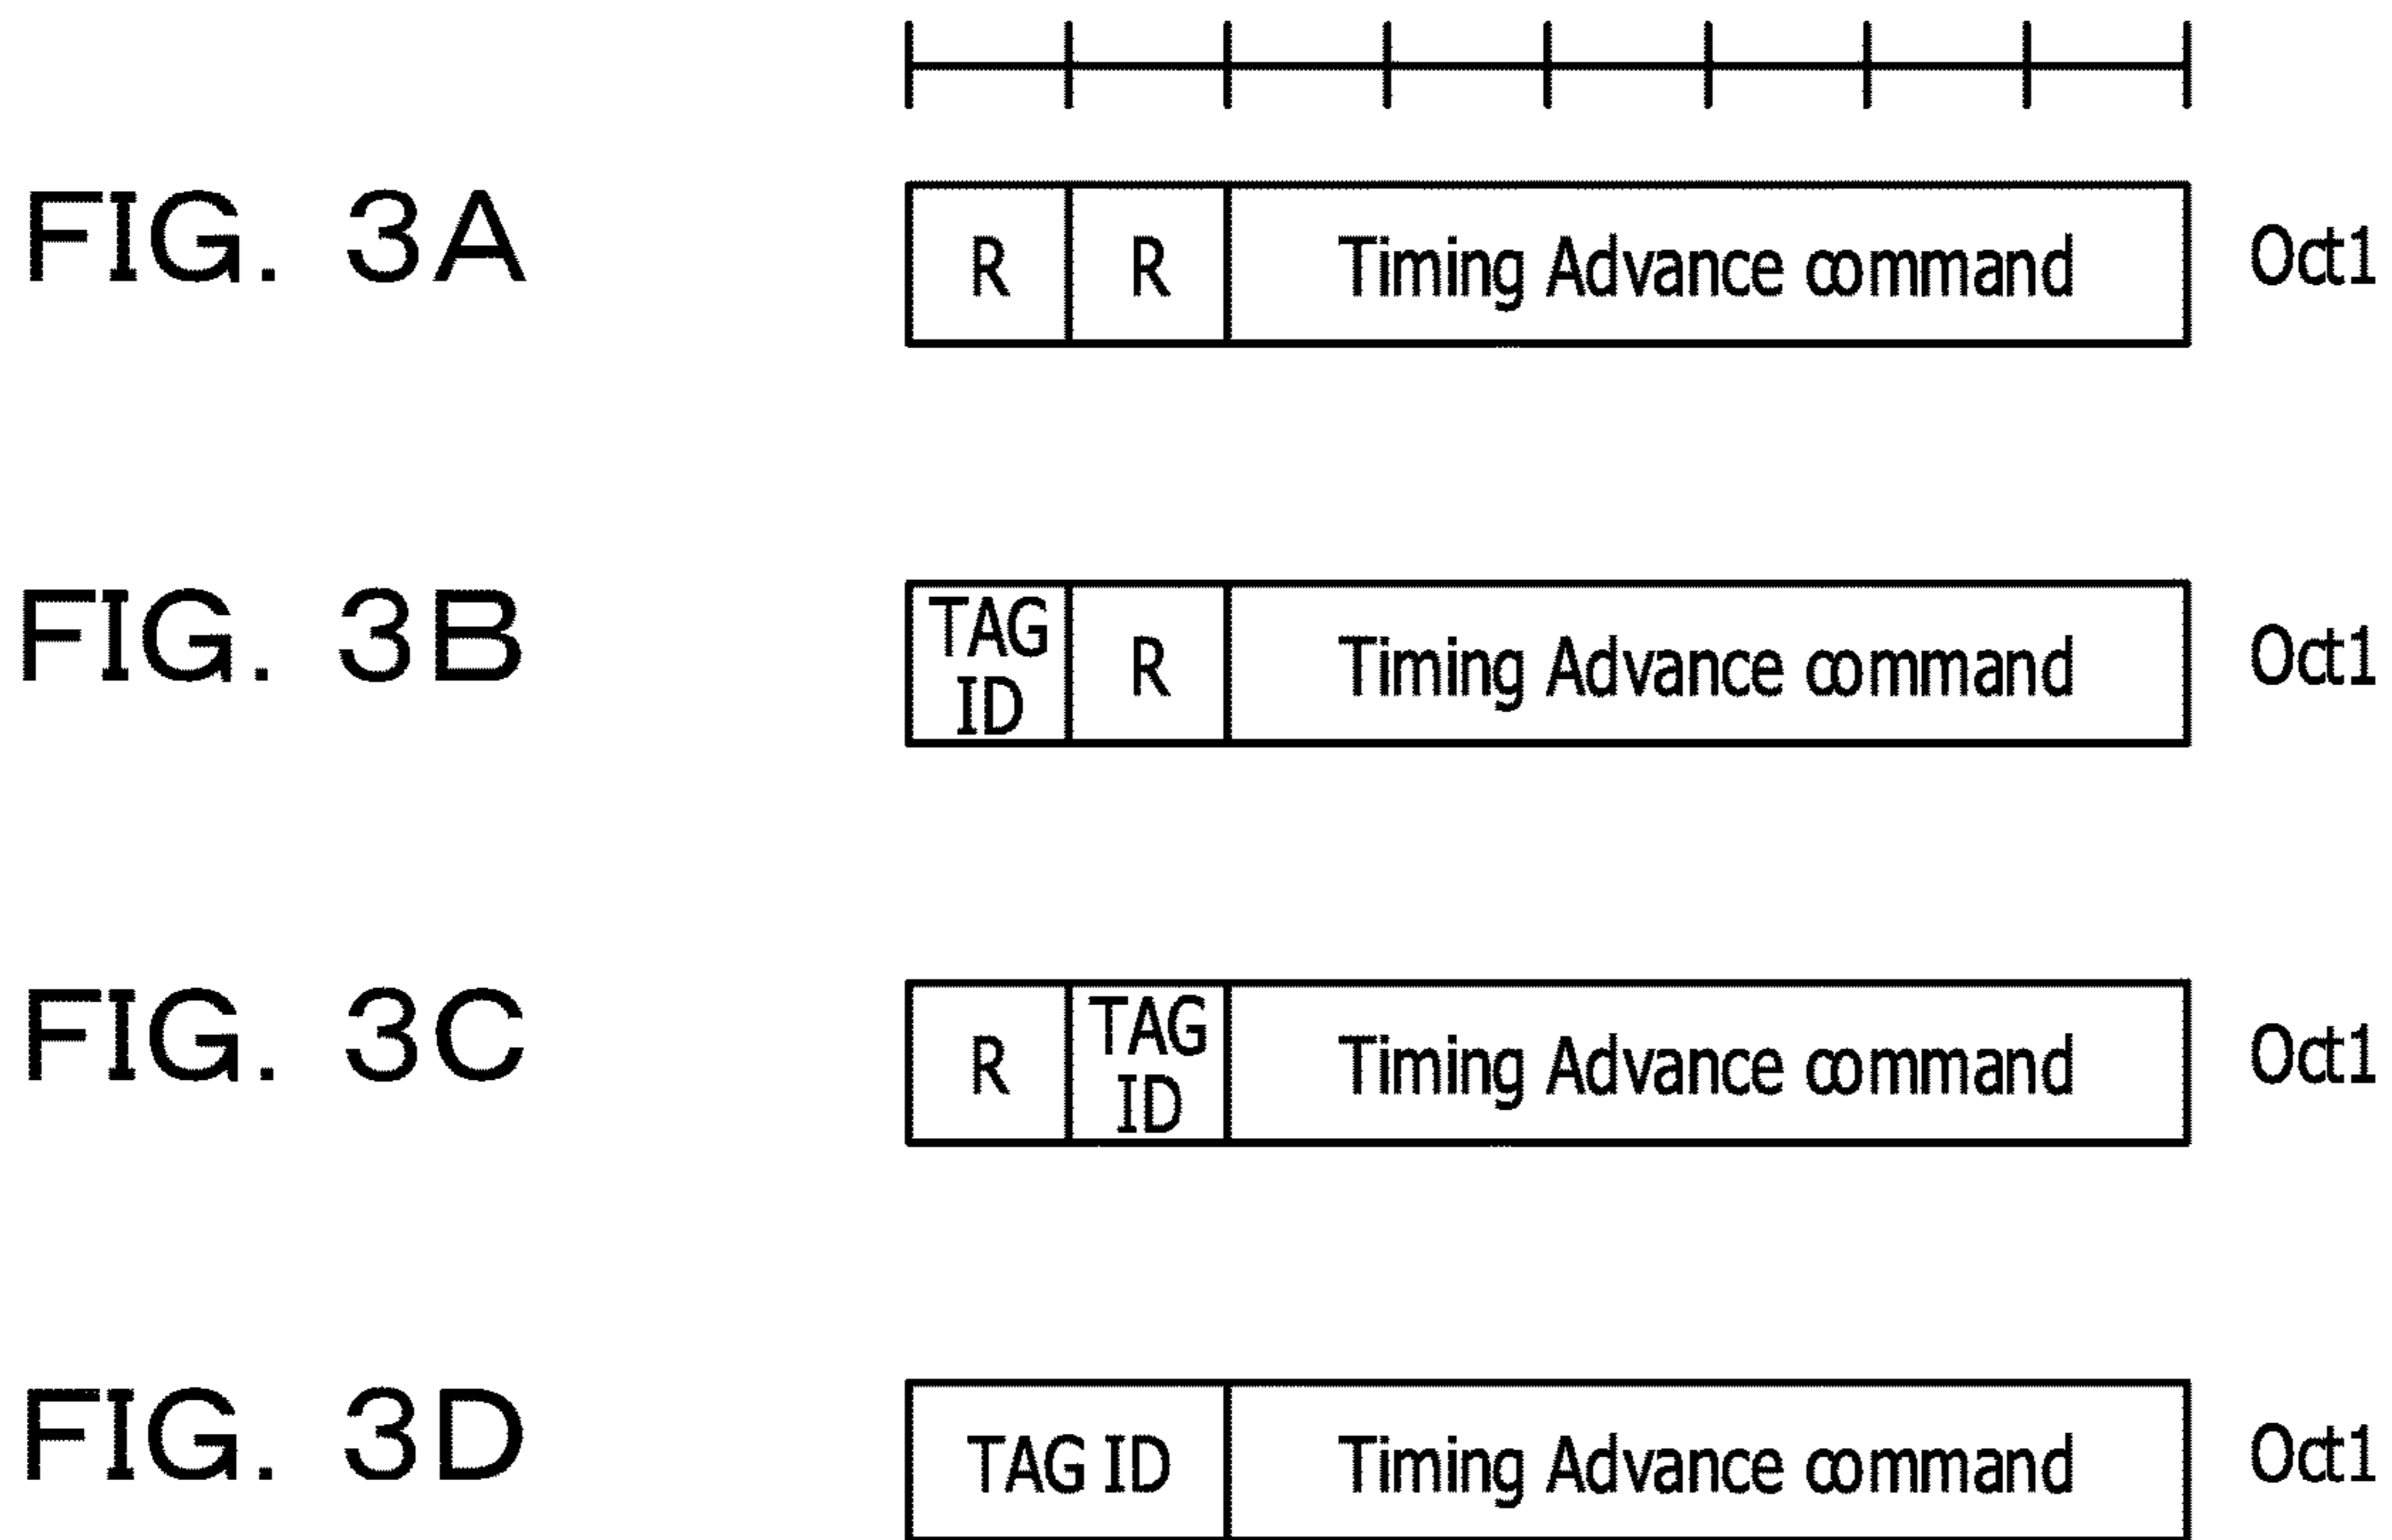 FIG. 3A R R Timing Advance command Oct1
FIG. 3B TAG ID R Timing Advance command Oct1
FIG. 3C R TAG ID Timing Advance command Oct1
FIG. 3D TAG ID Timing Advance command Oct1